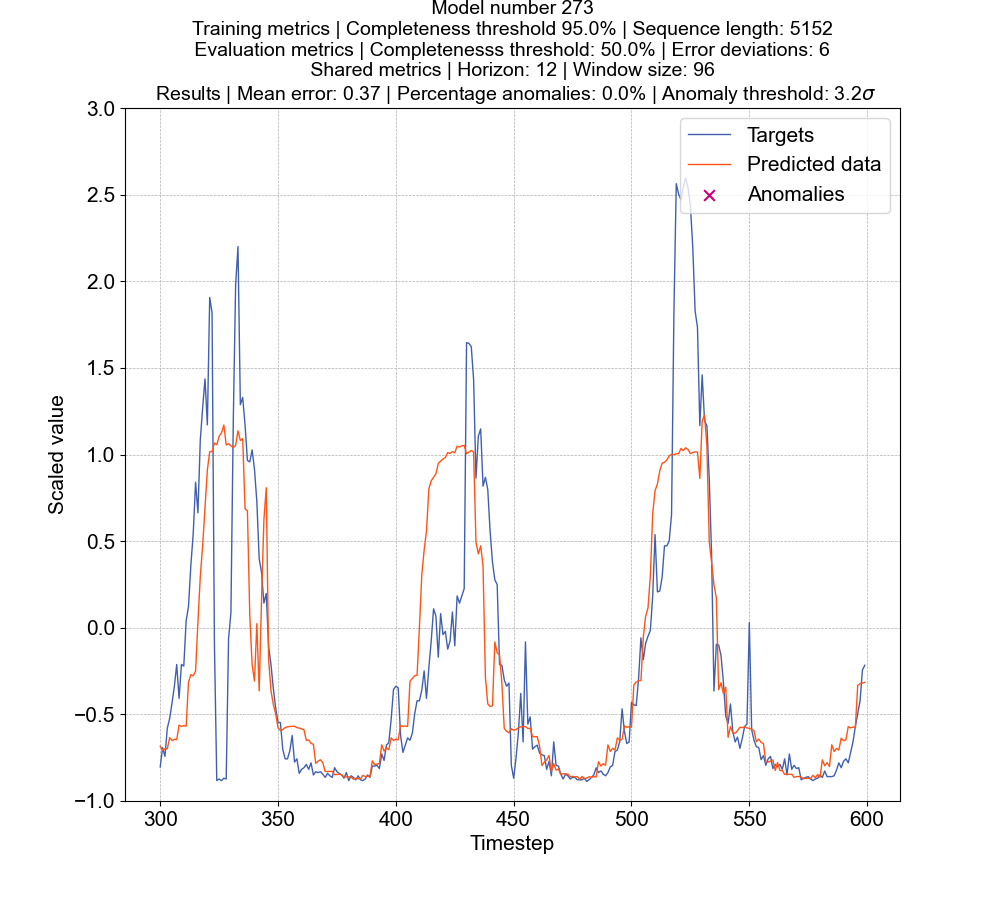 Model number 273
Training metrics | Completeness threshold 95.0% | Sequence length: 5152
Evaluation metrics | Completenesss threshold: 50.0% | Error deviations: 6
Shared metrics | Horizon: 12 | Window size: 96
Results | Mean error: 0.37 | Percentage anomalies: 0.0% | Anomaly threshold: 3.2σ
3.0
2.5
2.0
1.5
1.0
0.5
0.0
−0.5
−1.0
Scaled value
Targets
Predicted data
Anomalies
300 350 400 450 500 550 600
Timestep